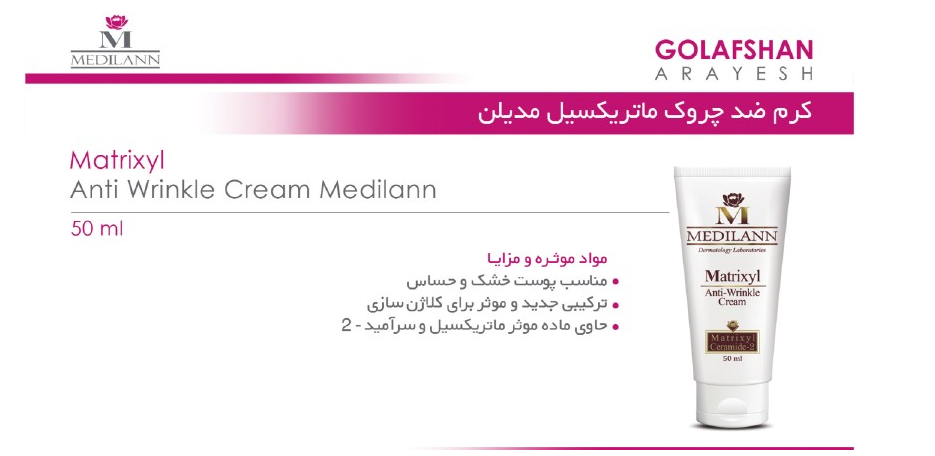 M
MEDILANN
GOLAFSHAN
ARAYESH
کرم ضد چروک ماتریکسیل مدیلن
Matrixyl
Anti Wrinkle Cream Medilann
50 ml
مواد موثره و مزایا
• مناسب پوست خشک و حساس
• ترکیبی جدید و موثر برای کلاژن سازی
• حاوی ماده موثر ماتریکسیل و سرآمید - 2
M
MEDILANN
Dermatology Laboratories
Matrixyl
Anti-Wrinkle
Cream
Matrixyl
Ceramide-2
50 ml